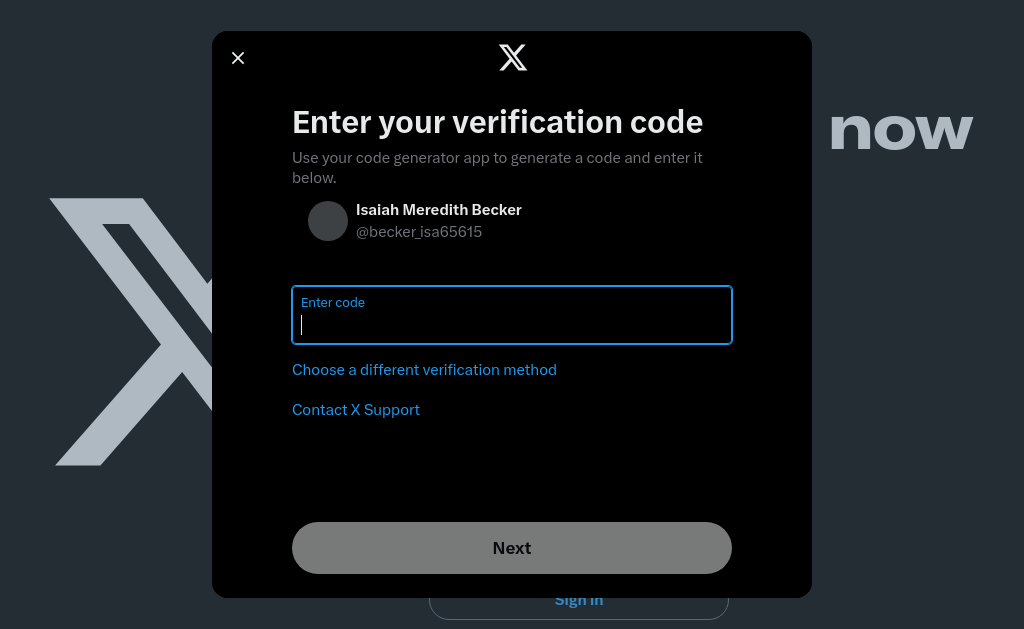 now
Enter your verification code
Use your code generator app to generate a code and enter it
below.
Isaiah Meredith Becker
@becker_isa65615
Enter code
Choose a different verification method
Contact X Support
Next
Sign in